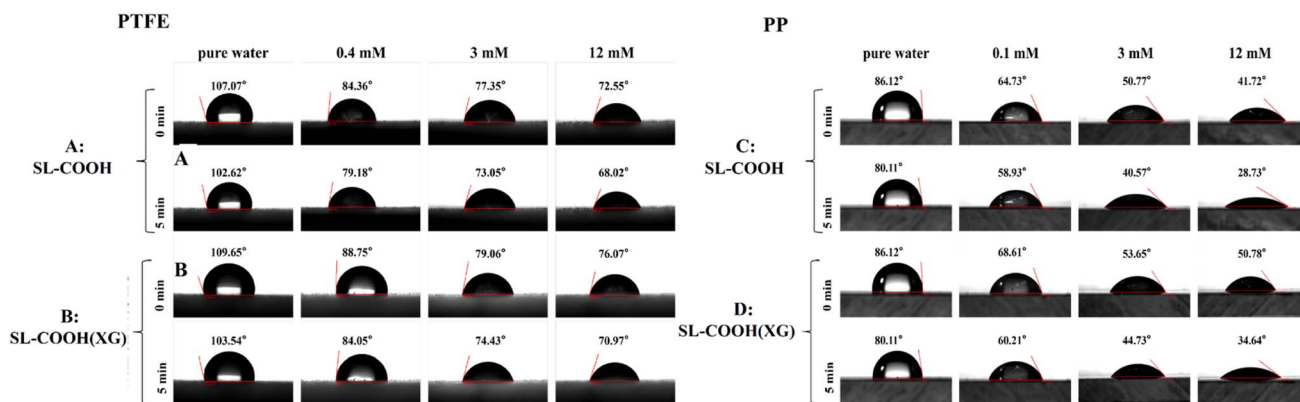 PTFE
PP
pure water 0.4 mM 3 mM 12 mM
pure water 0.1 mM 3 mM 12 mM
107.07° 84.36° 77.35° 72.55°
0 min
A:
SL-COOH
A
102.62° 79.18° 73.05° 68.02°
5 min
109.65° 88.75° 79.06° 76.07°
B
0 min
B:
SL-COOH(XG)
103.54° 84.05° 74.43° 70.97°
5 min
86.12° 64.73° 50.77° 41.72°
0 min
C:
SL-COOH
80.11° 58.93° 40.57° 28.73°
5 min
86.12° 68.61° 53.65° 50.78°
0 min
D:
SL-COOH(XG)
80.11° 60.21° 44.73° 34.64°
5 min